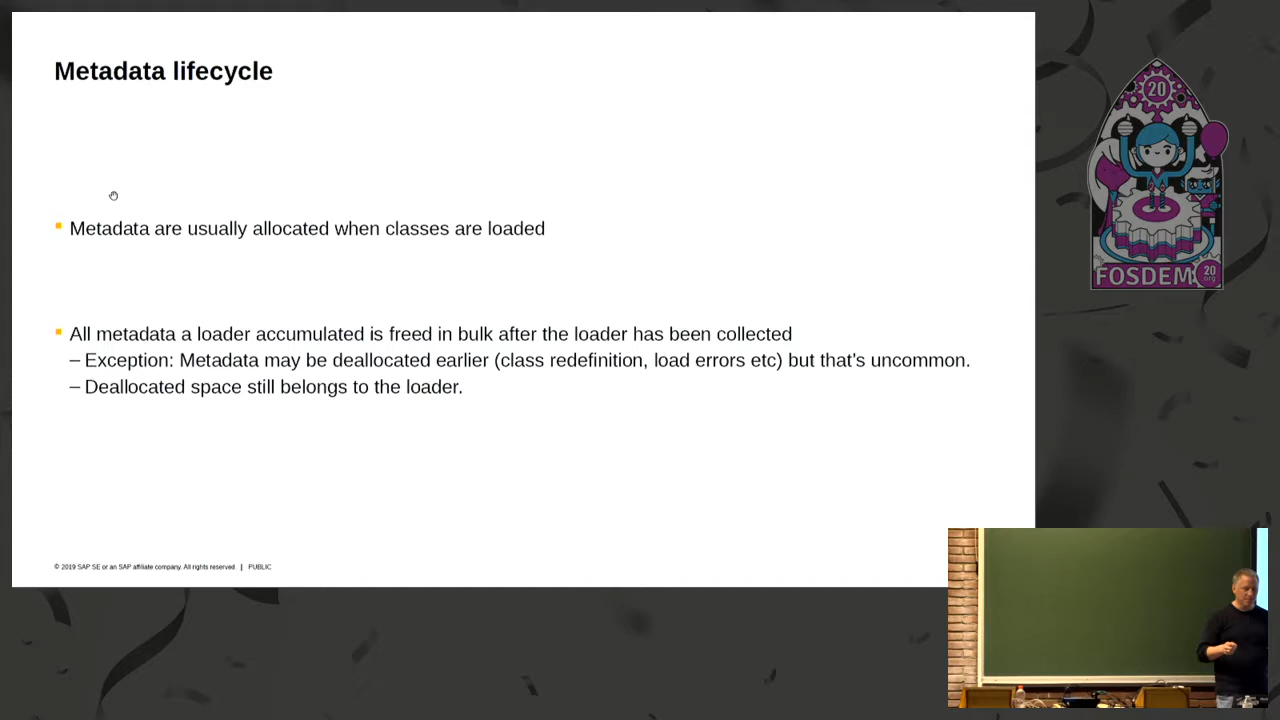 Metadata lifecycle
Metadata are usually allocated when classes are loaded
All metadata a loader accumulated is freed in bulk after the loader has been collected
– Exception: Metadata may be deallocated earlier (class redefinition, load errors etc) but that's uncommon.
– Deallocated space still belongs to the loader.
© 2019 SAP SE or an SAP affiliate company. All rights reserved. | PUBLIC
20
FOSDEM
20
org